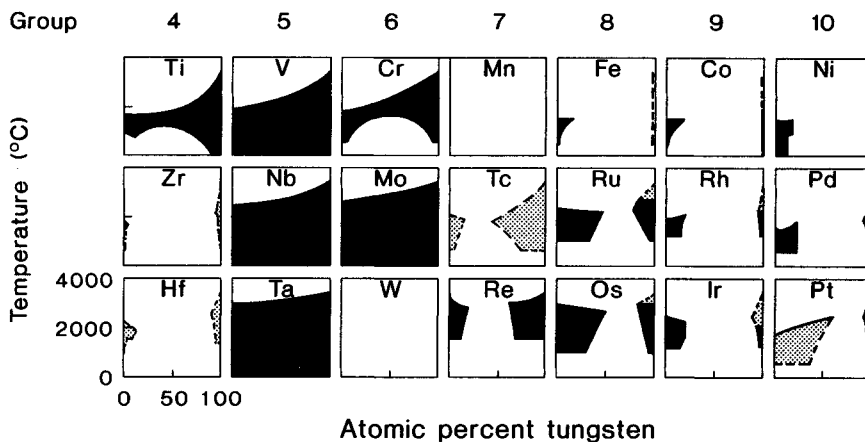 Group 4 5 6 7 8 9 10
Ti V Cr Mn Fe Co Ni
Zr Nb Mo Tc Ru Rh Pd
Hf Ta W Re Os Ir Pt
Temperature (°C)
4000
2000
0
0 50 100
Atomic percent tungsten